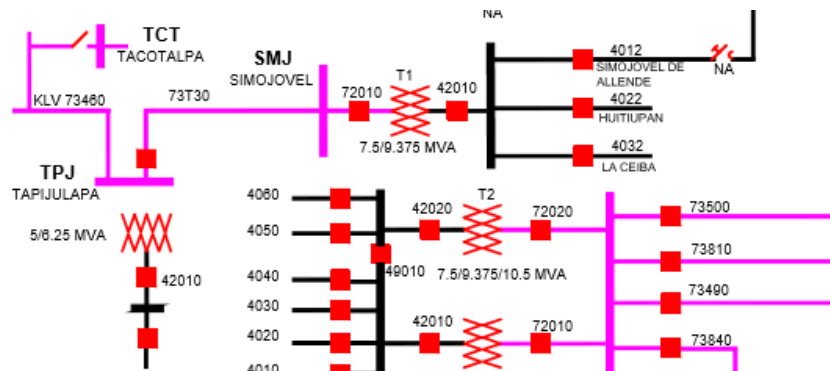 NA
TCT
TACOTALPA
SMJ
SIMOJOVEL
T1
4012
SIMOJOVEL DE
ALLENDE
NA
KLV 73460
73T30
72010
42010
4022
HUITIUPAN
7.5/9.375 MVA
4032
LA CEIBA
TPJ
TAPIJULAPA
5/6.25 MVA
42010
4060
4050
4040
4030
4020
4010
49010
42020
T2
72020
7.5/9.375/10.5 MVA
42010
72010
73500
73810
73490
73840